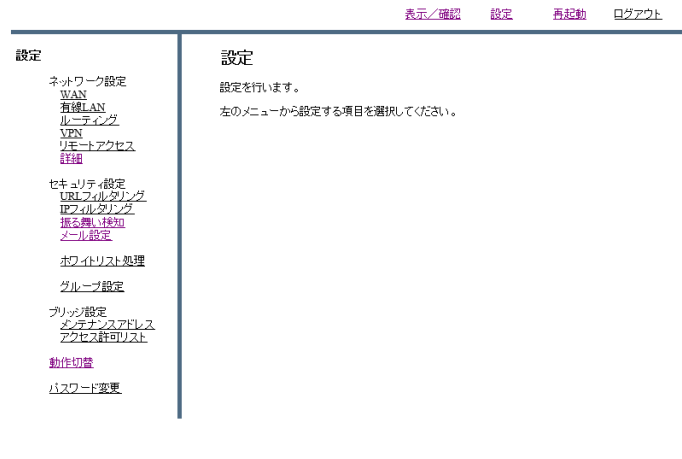 表示／確認 設定 再起動 ログアウト
設定
ネットワーク設定
WAN
有線LAN
ルーティング
VPN
リモートアクセス
詳細
セキュリティ設定
URLフィルタリング
IPフィルタリング
振る舞い検知
メール設定
ホワイトリスト処理
グループ設定
ブリッジ設定
メンテナンスアドレス
アクセス許可リスト
動作切替
パスワード変更
設定
設定を行います。
左のメニューから設定する項目を選択してください。